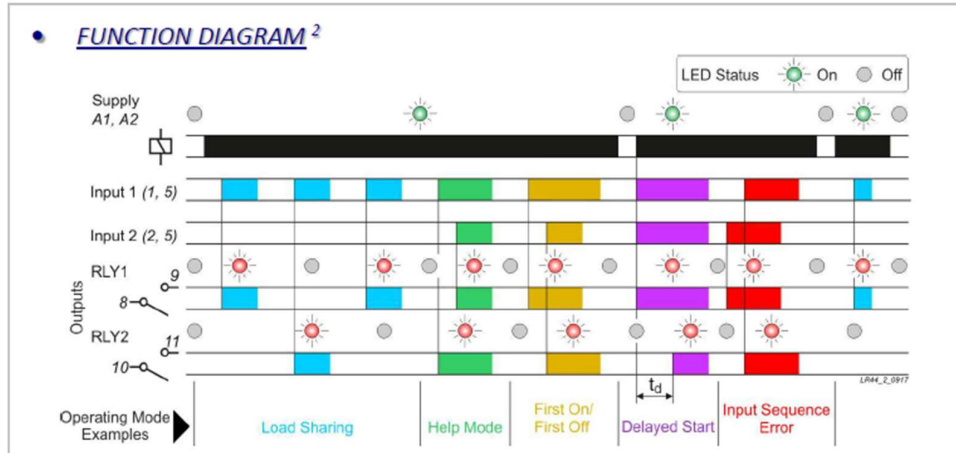 • FUNCTION DIAGRAM 2
LED Status On Off
Supply
A1, A2
Input 1 (1, 5)
Input 2 (2, 5)
Outputs
RLY1
9
8
RLY2
11
10
LR44_2_0917
td
Operating Mode
Examples
Load Sharing
Help Mode
First On/
First Off
Delayed Start
Input Sequence
Error